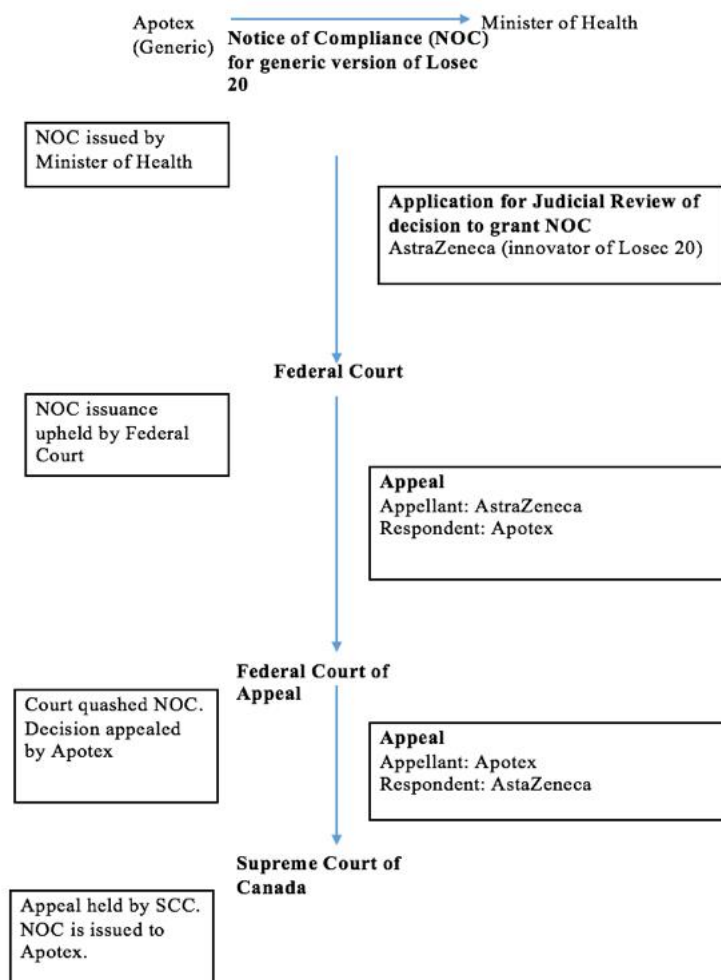 Apotex
(Generic)
Notice of Compliance (NOC)
for generic version of Losec
20
Minister of Health
NOC issued by
Minister of Health
Application for Judicial Review of
decision to grant NOC
AstraZeneca (innovator of Losec 20)
Federal Court
NOC issuance
upheld by Federal
Court
Appeal
Appellant: AstraZeneca
Respondent: Apotex
Federal Court of
Appeal
Court quashed NOC.
Decision appealed
by Apotex
Appeal
Appellant: Apotex
Respondent: AstaZeneca
Supreme Court of
Canada
Appeal held by SCC.
NOC is issued to
Apotex.